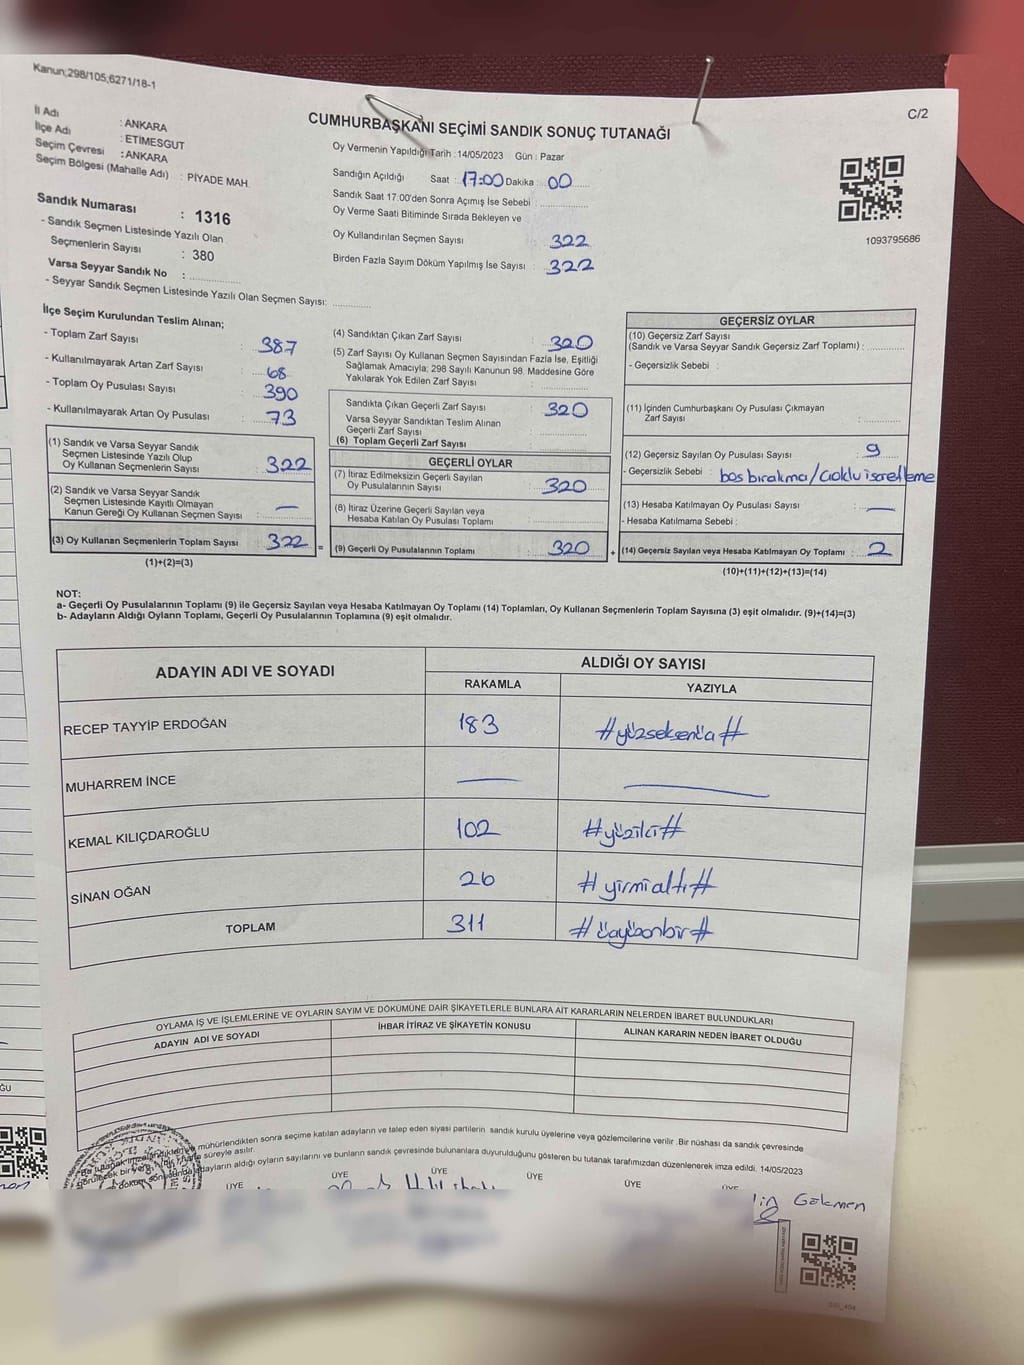 Kanun;298/105,6271/18-1
C/2
İl Adı : ANKARA
İlçe Adı : ETİMESGUT
Seçim Çevresi : ANKARA
Seçim Bölgesi (Mahalle Adı) : PİYADE MAH.
Sandık Numarası : 1316
- Sandık Seçmen Listesinde Yazılı Olan
Seçmenlerin Sayısı : 380
Varsa Seyyar Sandık No :
- Seyyar Sandık Seçmen Listesinde Yazılı Olan Seçmen Sayısı:
CUMHURBAŞKANI SEÇİMİ SANDIK SONUÇ TUTANAĞI
Oy Vermenin Yapıldığı Tarih : 14/05/2023 Gün : Pazar
Sandığın Açıldığı Saat : 17:00 Dakika : 00
Sandık Saat 17:00'den Sonra Açımış İse Sebebi :
Oy Verme Saati Bitiminde Sırada Bekleyen ve
Oy Kullandırılan Seçmen Sayısı : 322
Birden Fazla Sayım Döküm Yapılmış İse Sayısı : 322
1093795686
İlçe Seçim Kurulundan Teslim Alınan;
- Toplam Zarf Sayısı : 387
- Kullanılmayarak Artan Zarf Sayısı : 68
- Toplam Oy Pusulası Sayısı : 390
- Kullanılmayarak Artan Oy Pusulası : 73
(1) Sandık ve Varsa Seyyar Sandık
Seçmen Listesinde Yazılı Olup
Oy Kullanan Seçmenlerin Sayısı : 322
(2) Sandık ve Varsa Seyyar Sandık
Seçmen Listesinde Kayıtlı Olmayan
Kanun Gereği Oy Kullanan Seçmen Sayısı : —
(3) Oy Kullanan Seçmenlerin Toplam Sayısı : 322 =
(1)+(2)=(3)
(4) Sandıktan Çıkan Zarf Sayısı : 320
(5) Zarf Sayısı Oy Kullanan Seçmen Sayısından Fazla İse, Eşitliği
Sağlamak Amacıyla; 298 Sayılı Kanunun 98. Maddesine Göre
Yakılarak Yok Edilen Zarf Sayısı :
Sandıkta Çıkan Geçerli Zarf Sayısı : 320
Varsa Seyyar Sandıktan Teslim Alınan
Geçerli Zarf Sayısı :
(6) Toplam Geçerli Zarf Sayısı
GEÇERLİ OYLAR
(7) İtiraz Edilmeksizin Geçerli Sayılan
Oy Pusulalarının Sayısı : 320
(8) İtiraz Üzerine Geçerli Sayılan veya
Hesaba Katılan Oy Pusulası Toplamı :
(9) Geçerli Oy Pusulalarının Toplamı : 320 +
GEÇERSİZ OYLAR
(10) Geçersiz Zarf Sayısı
(Sandık ve Varsa Seyyar Sandık Geçersiz Zarf Toplamı) :
- Geçersizlik Sebebi :
(11) İçinden Cumhurbaşkanı Oy Pusulası Çıkmayan
Zarf Sayısı :
(12) Geçersiz Sayılan Oy Pusulası Sayısı : 9
- Geçersizlik Sebebi : boş bırakma/çoklu isaretleme
(13) Hesaba Katılmayan Oy Pusulası Sayısı : —
- Hesaba Katılmama Sebebi :
(14) Geçersiz Sayılan veya Hesaba Katılmayan Oy Toplamı : 2
(10)+(11)+(12)+(13)=(14)
NOT:
a- Geçerli Oy Pusulalarının Toplamı (9) ile Geçersiz Sayılan veya Hesaba Katılmayan Oy Toplamı (14) Toplamları, Oy Kullanan Seçmenlerin Toplam Sayısına (3) eşit olmalıdır. (9)+(14)=(3)
b- Adayların Aldığı Oyların Toplamı, Geçerli Oy Pusulalarının Toplamına (9) eşit olmalıdır.
ADAYIN ADI VE SOYADI ALDIĞI OY SAYISI
RAKAMLA YAZIYLA
RECEP TAYYİP ERDOĞAN 183 #yüzseksenüç#
MUHARREM İNCE — —
KEMAL KILIÇDAROĞLU 102 #yüziki#
SİNAN OĞAN 26 #yirmialtı#
TOPLAM 311 #üçyüzonbir#
OYLAMA İŞ VE İŞLEMLERİNE VE OYLARIN SAYIM VE DÖKÜMÜNE DAİR ŞİKAYETLERLE BUNLARA AİT KARARLARIN NELERDEN İBARET BULUNDUKLARI
ADAYIN ADI VE SOYADI İHBAR İTİRAZ VE ŞİKAYETİN KONUSU ALINAN KARARIN NEDEN İBARET OLDUĞU
mühürlendikten sonra seçime katılan adayların ve talep eden siyasi partilerin sandık kurulu üyelerine veya gözlemcilerine verilir .Bir nüshası da sandık çevresinde
süreyle asılır.
adayların aldığı oyların sayılarını ve bunların sandık çevresinde bulunanlara duyurulduğunu gösteren bu tutanak tarafımızdan düzenlenerek imza edildi. 14/05/2023
ÜYE ÜYE ÜYE ÜYE ÜYE ÜYE
Gökmen